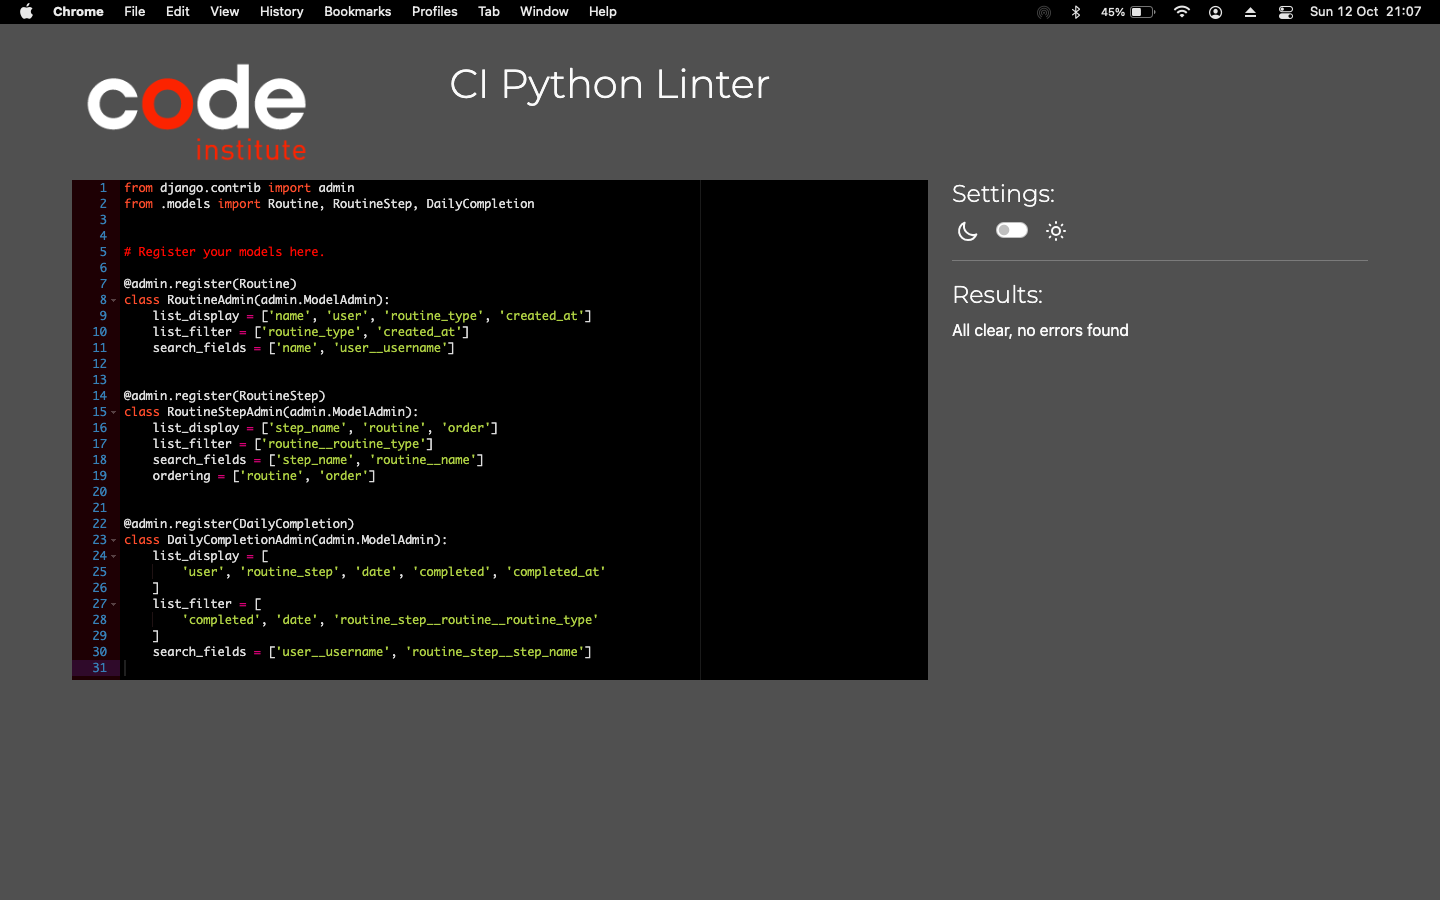 Chrome File Edit View History Bookmarks Profiles Tab Window Help 45% Sun 12 Oct 21:07
code
institute
CI Python Linter
1 from django.contrib import admin
2 from .models import Routine, RoutineStep, DailyCompletion
3
4
5 # Register your models here.
6
7 @admin.register(Routine)
8 class RoutineAdmin(admin.ModelAdmin):
9     list_display = ['name', 'user', 'routine_type', 'created_at']
10     list_filter = ['routine_type', 'created_at']
11     search_fields = ['name', 'user__username']
12
13
14 @admin.register(RoutineStep)
15 class RoutineStepAdmin(admin.ModelAdmin):
16     list_display = ['step_name', 'routine', 'order']
17     list_filter = ['routine__routine_type']
18     search_fields = ['step_name', 'routine__name']
19     ordering = ['routine', 'order']
20
21
22 @admin.register(DailyCompletion)
23 class DailyCompletionAdmin(admin.ModelAdmin):
24     list_display = [
25         'user', 'routine_step', 'date', 'completed', 'completed_at'
26     ]
27     list_filter = [
28         'completed', 'date', 'routine_step__routine__routine_type'
29     ]
30     search_fields = ['user__username', 'routine_step__step_name']
31
Settings:
Results:
All clear, no errors found